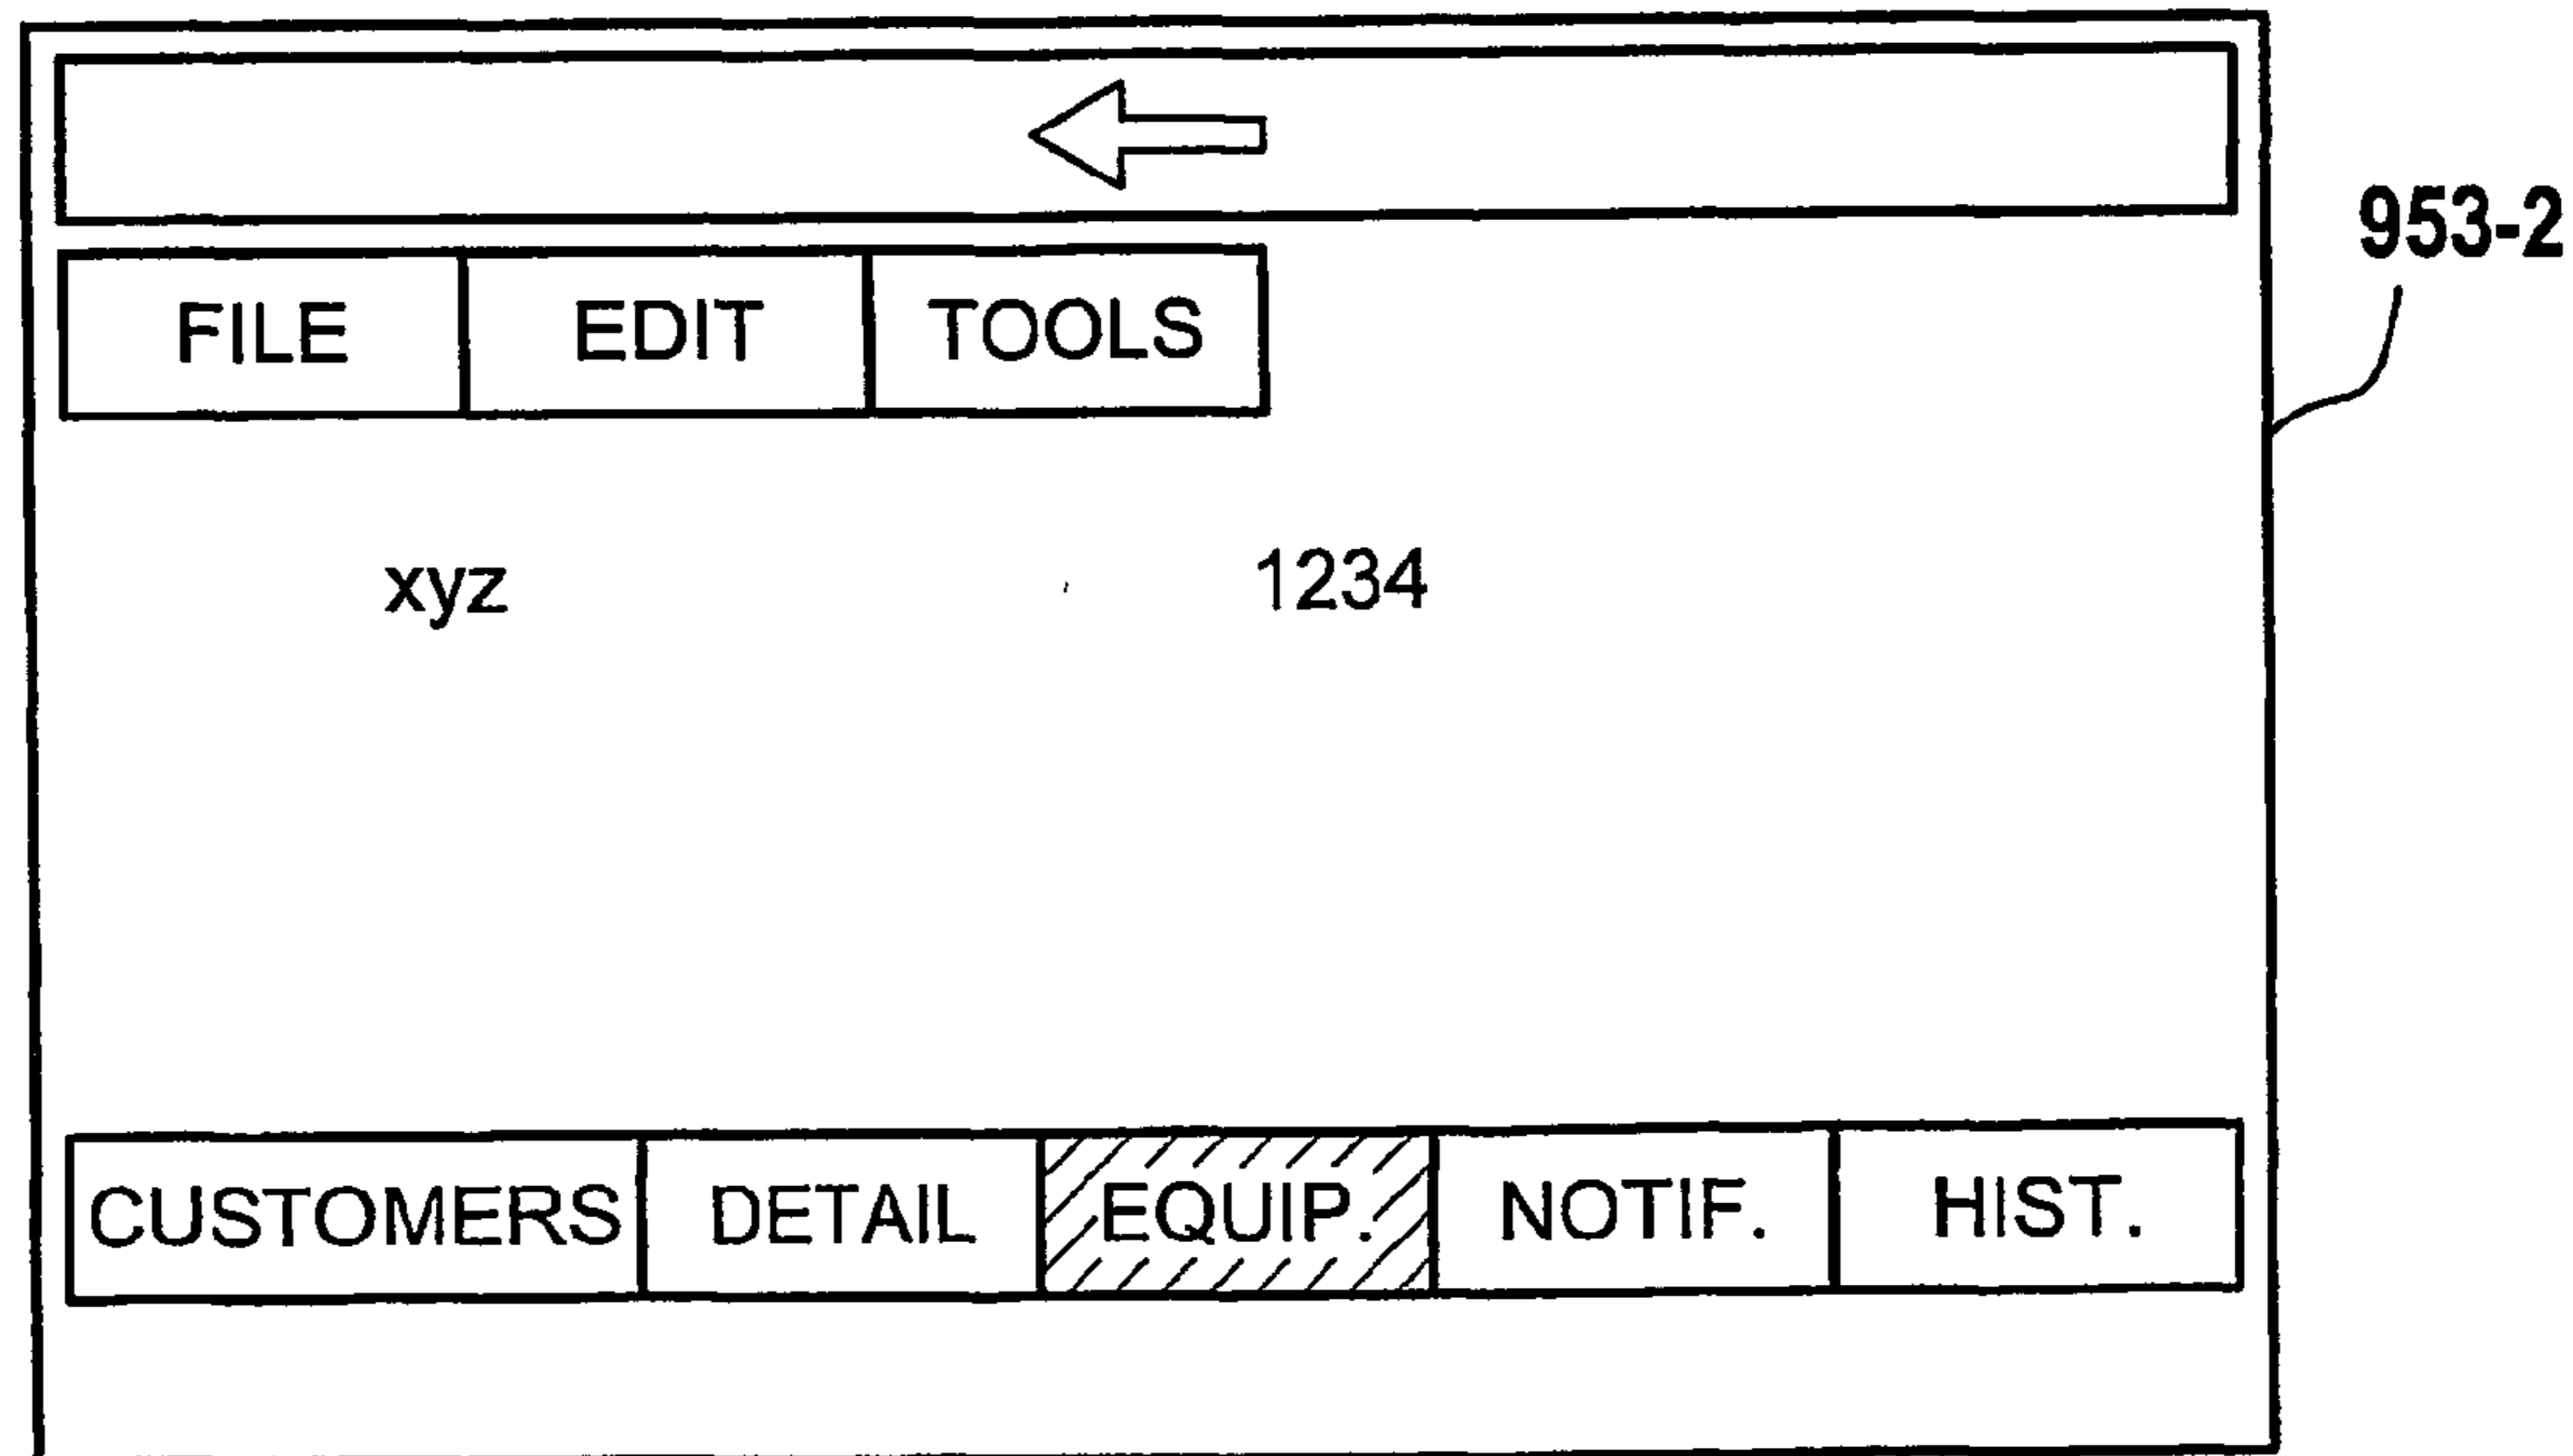 953-2
FILE EDIT TOOLS
xyz 1234
CUSTOMERS DETAIL EQUIP. NOTIF. HIST.